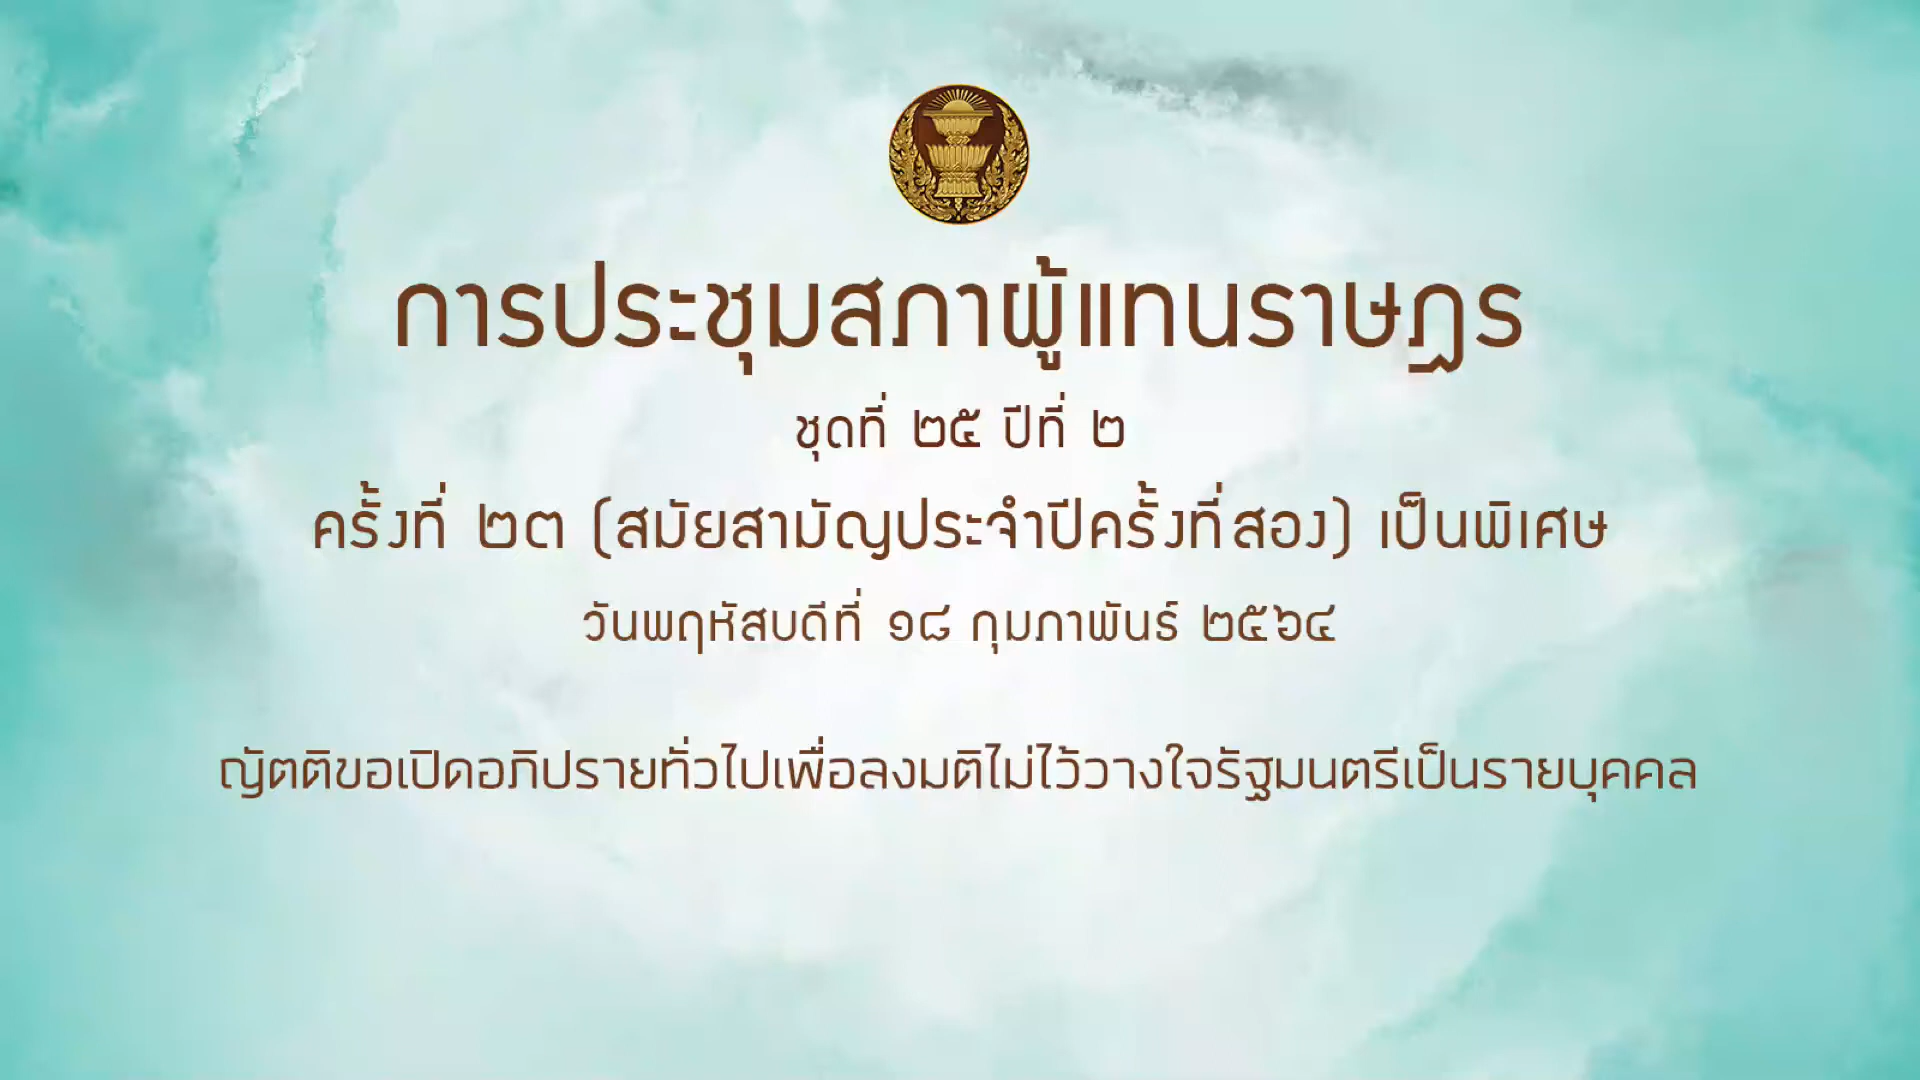 การประชุมสภาผู้แทนราษฎร
ชุดที่ ๒๕ ปีที่ ๒
ครั้งที่ ๒๓ (สมัยสามัญประจำปีครั้งที่สอง) เป็นพิเศษ
วันพฤหัสบดีที่ ๑๘ กุมภาพันธ์ ๒๕๖๔
ญัตติขอเปิดอภิปรายทั่วไปเพื่อลงมติไม่ไว้วางใจรัฐมนตรีเป็นรายบุคคล